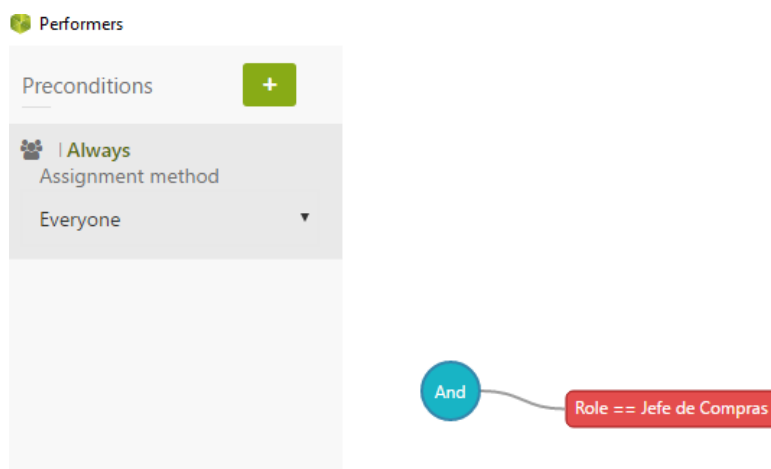 Performers
Preconditions
+
| Always
Assignment method
Everyone
And
Role == Jefe de Compras